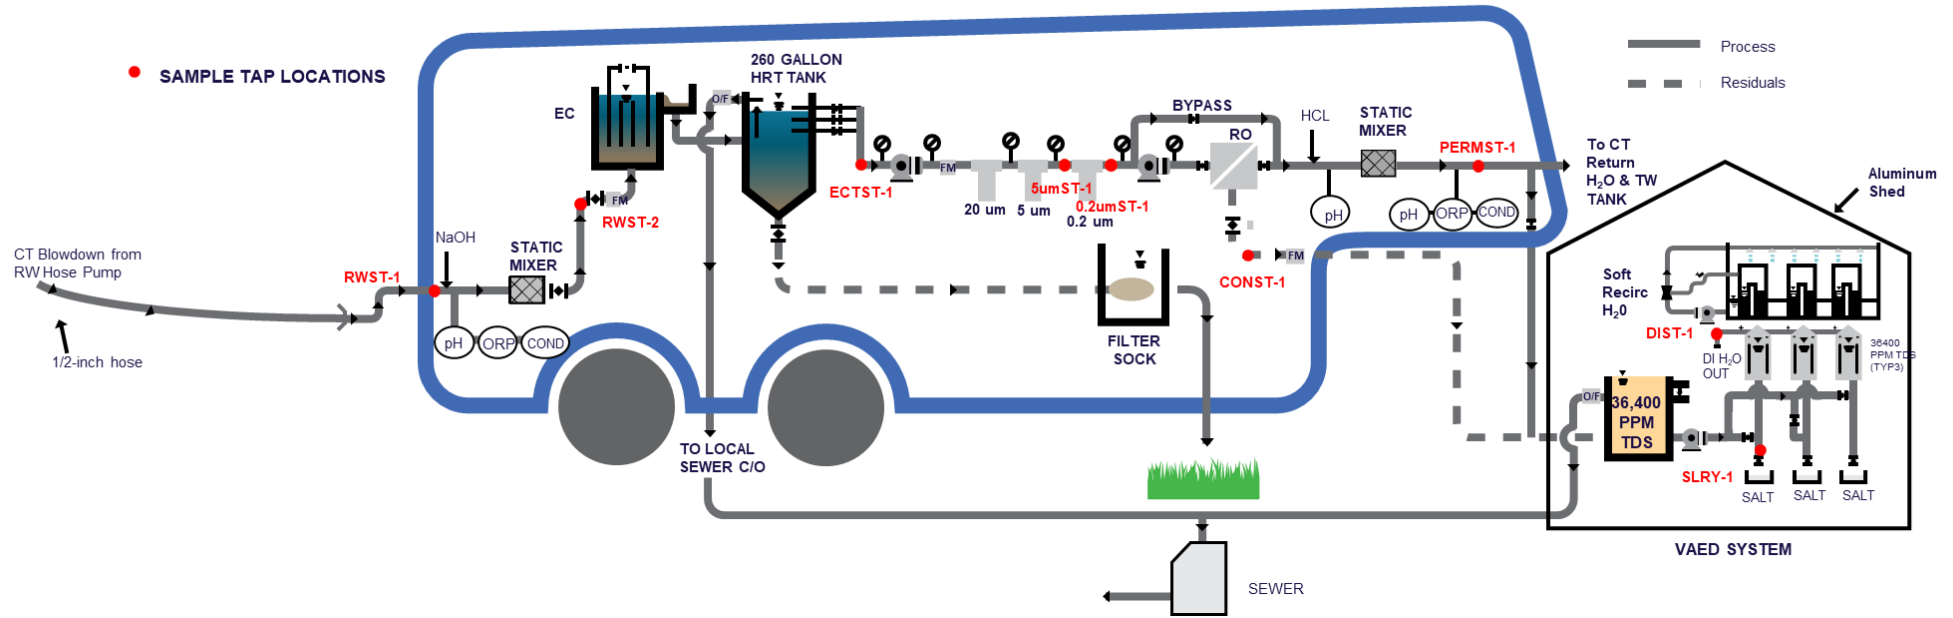 SAMPLE TAP LOCATIONS
Process
Residuals
260 GALLON
HRT TANK
O/F
EC
FM
RWST-2
NaOH
STATIC
MIXER
RWST-1
CT Blowdown from
RW Hose Pump
1/2-inch hose
pH
ORP
COND
ECTST-1
FM
20 um
5 um
5umST-1
0.2umST-1
0.2 um
BYPASS
RO
HCL
STATIC
MIXER
PERMST-1
pH
pH
ORP
COND
To CT
Return
H2O & TW
TANK
CONST-1
FM
FILTER
SOCK
TO LOCAL
SEWER C/O
SEWER
Aluminum
Shed
Soft
Recirc
H20
DIST-1
DI H2O
OUT
36400
PPM TDS
(TYP3)
O/F
36,400
PPM
TDS
SLRY-1
SALT
SALT
SALT
VAED SYSTEM